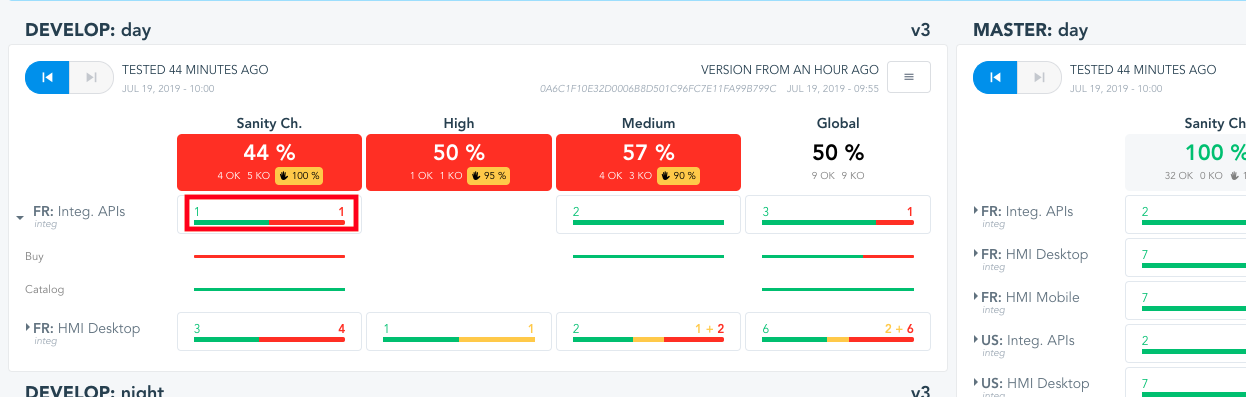 DEVELOP: day v3
TESTED 44 MINUTES AGO
JUL 19, 2019 - 10:00
VERSION FROM AN HOUR AGO
0A6C1F10E32D0006B8D501C96FC7E11FA99B799C JUL 19, 2019 - 09:55
Sanity Ch. High Medium Global
44 % 50 % 57 % 50 %
4 OK 5 KO 100 % 1 OK 1 KO 95 % 4 OK 3 KO 90 % 9 OK 9 KO
FR: Integ. APIs 1 1 2 3 1
integ
Buy
Catalog
FR: HMI Desktop 3 4 1 1 2 1 + 2 6 2 + 6
integ
DEVELOP: night v3
MASTER: day
TESTED 44 MINUTES AGO
JUL 19, 2019 - 10:00
Sanity Ch
100 %
32 OK 0 KO 1
FR: Integ. APIs 2
integ
FR: HMI Desktop 7
integ
FR: HMI Mobile 7
integ
US: Integ. APIs 2
integ
US: HMI Desktop 7
integ